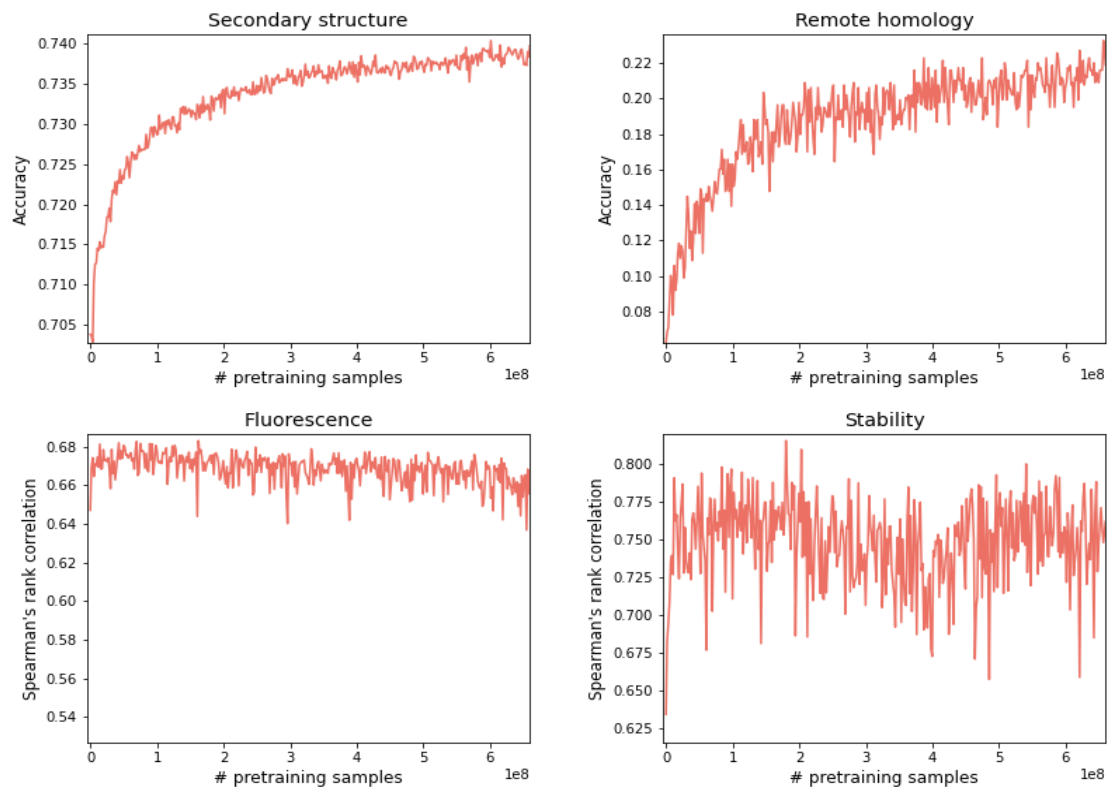 Secondary structure
Accuracy
0.740
0.735
0.730
0.725
0.720
0.715
0.710
0.705
0 1 2 3 4 5 6
1e8
# pretraining samples
Remote homology
Accuracy
0.22
0.20
0.18
0.16
0.14
0.12
0.10
0.08
0 1 2 3 4 5 6
1e8
# pretraining samples
Fluorescence
Spearman's rank correlation
0.68
0.66
0.64
0.62
0.60
0.58
0.56
0.54
0 1 2 3 4 5 6
1e8
# pretraining samples
Stability
Spearman's rank correlation
0.800
0.775
0.750
0.725
0.700
0.675
0.650
0.625
0 1 2 3 4 5 6
1e8
# pretraining samples